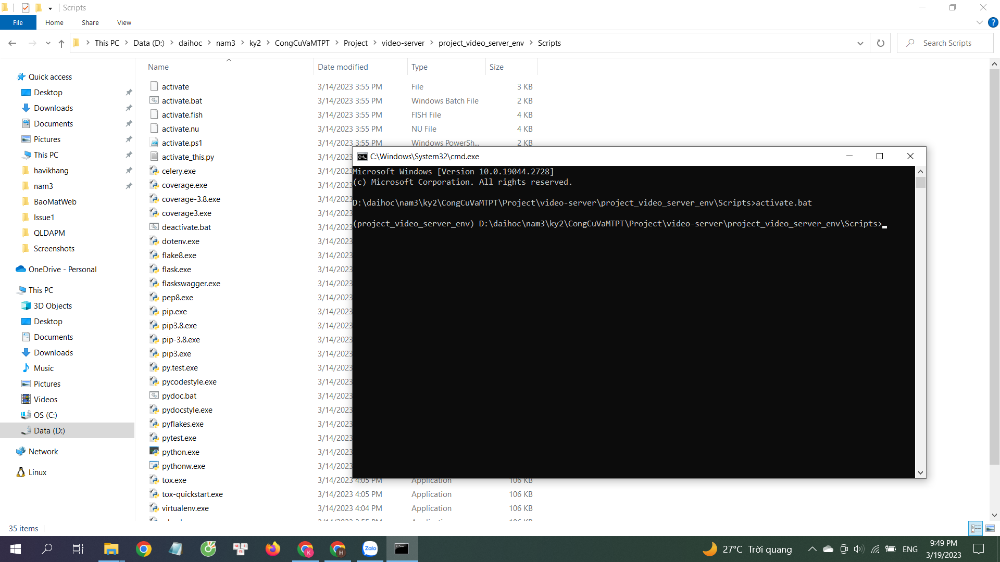 Scripts
File Home Share View
This PC Data (D:) daihoc nam3 ky2 CongCuVaMTPT Project video-server project_video_server_env Scripts
Search Scripts
Name Date modified Type Size
Quick access
Desktop
Downloads
Documents
Pictures
This PC
havikhang
nam3
BaoMatWeb
Issue1
QLDAPM
Screenshots
OneDrive - Personal
This PC
3D Objects
Desktop
Documents
Downloads
Music
Pictures
Videos
OS (C:)
Data (D:)
Network
Linux
activate 3/14/2023 3:55 PM File 3 KB
activate.bat 3/14/2023 3:55 PM Windows Batch File 2 KB
activate.fish 3/14/2023 3:55 PM FISH File 4 KB
activate.nu 3/14/2023 3:55 PM NU File 4 KB
activate.ps1 3/14/2023 3:55 PM Windows PowerSh... 2 KB
activate_this.py 3/14/2023
celery.exe 3/14/2023
coverage.exe 3/14/2023
coverage-3.8.exe 3/14/2023
coverage3.exe 3/14/2023
deactivate.bat 3/14/2023
dotenv.exe 3/14/2023
flake8.exe 3/14/2023
flask.exe 3/14/2023
flaskswagger.exe 3/14/2023
pep8.exe 3/14/2023
pip.exe 3/14/2023
pip3.8.exe 3/14/2023
pip-3.8.exe 3/14/2023
pip3.exe 3/14/2023
py.test.exe 3/14/2023
pycodestyle.exe 3/14/2023
pydoc.bat 3/14/2023
pydocstyle.exe 3/14/2023
pyflakes.exe 3/14/2023
pytest.exe 3/14/2023
python.exe 3/14/2023
pythonw.exe 3/14/2023
tox.exe 3/14/2023 4:05 PM Application 106 KB
tox-quickstart.exe 3/14/2023 4:05 PM Application 106 KB
virtualenv.exe 3/14/2023 4:04 PM Application 106 KB
C:\Windows\System32\cmd.exe
Microsoft Windows [Version 10.0.19044.2728]
(c) Microsoft Corporation. All rights reserved.
D:\daihoc\nam3\ky2\CongCuVaMTPT\Project\video-server\project_video_server_env\Scripts>activate.bat
(project_video_server_env) D:\daihoc\nam3\ky2\CongCuVaMTPT\Project\video-server\project_video_server_env\Scripts>
35 items
Zalo
27°C Trời quang
ENG
9:49 PM
3/19/2023